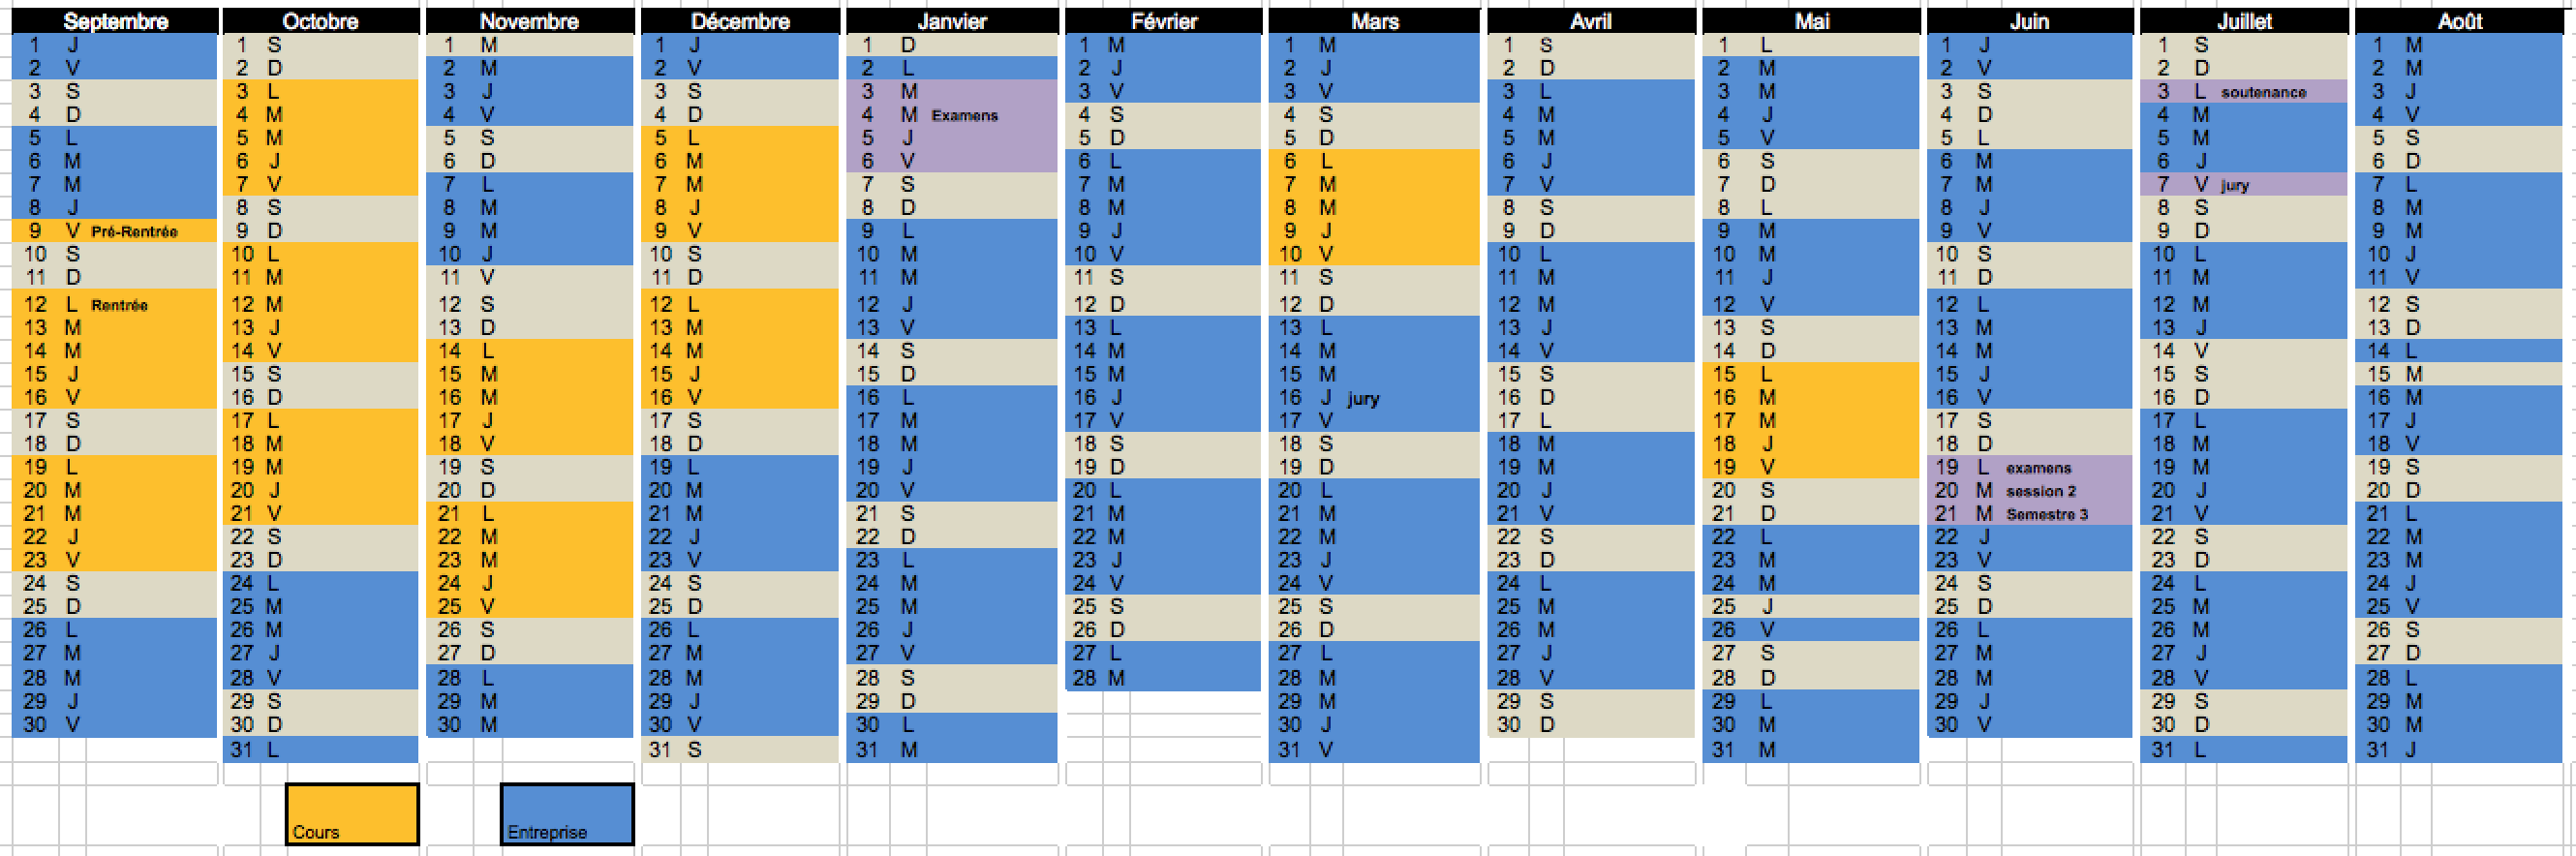 Septembre Octobre Novembre Décembre Janvier Février Mars Avril Mai Juin Juillet Août
1 J 1 S 1 M 1 J 1 D 1 M 1 M 1 S 1 L 1 J 1 S 1 M
2 V 2 D 2 M 2 V 2 L 2 J 2 J 2 D 2 M 2 V 2 D 2 M
3 S 3 L 3 J 3 S 3 M 3 V 3 V 3 L 3 M 3 S 3 L soutenance 3 J
4 D 4 M 4 V 4 D 4 M Examens 4 S 4 S 4 M 4 J 4 D 4 M 4 V
5 L 5 M 5 S 5 L 5 J 5 D 5 D 5 M 5 V 5 L 5 M 5 S
6 M 6 J 6 D 6 M 6 V 6 L 6 L 6 J 6 S 6 M 6 J 6 D
7 M 7 V 7 L 7 M 7 S 7 M 7 M 7 V 7 D 7 M 7 V jury 7 L
8 J 8 S 8 M 8 J 8 D 8 M 8 M 8 S 8 L 8 J 8 S 8 M
9 V Pré-Rentrée 9 D 9 M 9 V 9 L 9 J 9 J 9 D 9 M 9 V 9 D 9 M
10 S 10 L 10 J 10 S 10 M 10 V 10 V 10 L 10 M 10 S 10 L 10 J
11 D 11 M 11 V 11 D 11 M 11 S 11 S 11 M 11 J 11 D 11 M 11 V
12 L Rentrée 12 M 12 S 12 L 12 J 12 D 12 D 12 M 12 V 12 L 12 M 12 S
13 M 13 J 13 D 13 M 13 V 13 L 13 L 13 J 13 S 13 M 13 J 13 D
14 M 14 V 14 L 14 M 14 S 14 M 14 M 14 V 14 D 14 M 14 V 14 L
15 J 15 S 15 M 15 J 15 D 15 M 15 M 15 S 15 L 15 J 15 S 15 M
16 V 16 D 16 M 16 V 16 L 16 J 16 J jury 16 D 16 M 16 V 16 D 16 M
17 S 17 L 17 J 17 S 17 M 17 V 17 V 17 L 17 M 17 S 17 L 17 J
18 D 18 M 18 V 18 D 18 M 18 S 18 S 18 M 18 J 18 D 18 M 18 V
19 L 19 M 19 S 19 L 19 J 19 D 19 D 19 M 19 V 19 L examens 19 M 19 S
20 M 20 J 20 D 20 M 20 V 20 L 20 L 20 J 20 S 20 M session 2 20 J 20 D
21 M 21 V 21 L 21 M 21 S 21 M 21 M 21 V 21 D 21 M Semestre 3 21 V 21 L
22 J 22 S 22 M 22 J 22 D 22 M 22 M 22 S 22 L 22 J 22 S 22 M
23 V 23 D 23 M 23 V 23 L 23 J 23 J 23 D 23 M 23 V 23 D 23 M
24 S 24 L 24 J 24 S 24 M 24 V 24 V 24 L 24 M 24 S 24 L 24 J
25 D 25 M 25 V 25 D 25 M 25 S 25 S 25 M 25 J 25 D 25 M 25 V
26 L 26 M 26 S 26 L 26 J 26 D 26 D 26 M 26 V 26 L 26 M 26 S
27 M 27 J 27 D 27 M 27 V 27 L 27 L 27 J 27 S 27 M 27 J 27 D
28 M 28 V 28 L 28 M 28 S 28 M 28 M 28 V 28 D 28 M 28 V 28 L
29 J 29 S 29 M 29 J 29 D 29 M 29 S 29 L 29 J 29 S 29 M
30 V 30 D 30 M 30 V 30 L 30 J 30 D 30 M 30 V 30 D 30 M
31 L 31 S 31 M 31 V 31 M 31 L 31 J
Cours Entreprise